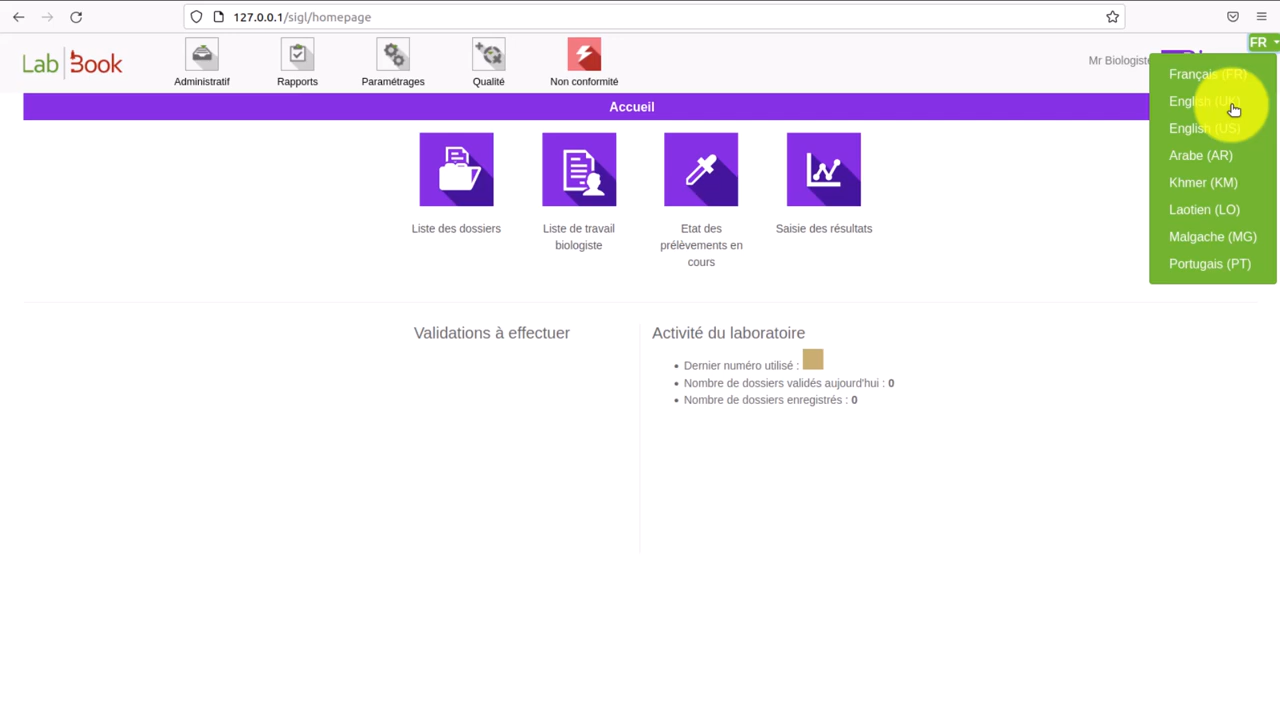 127.0.0.1/sigl/homepage
Lab Book
Administratif
Rapports
Paramétrages
Qualité
Non conformité
Mr Biologiste
FR
Français (FR)
English (UK)
English (US)
Arabe (AR)
Khmer (KM)
Laotien (LO)
Malgache (MG)
Portugais (PT)
Accueil
Liste des dossiers
Liste de travail
biologiste
Etat des
prélèvements en
cours
Saisie des résultats
Validations à effectuer
Activité du laboratoire
Dernier numéro utilisé :
Nombre de dossiers validés aujourd'hui : 0
Nombre de dossiers enregistrés : 0